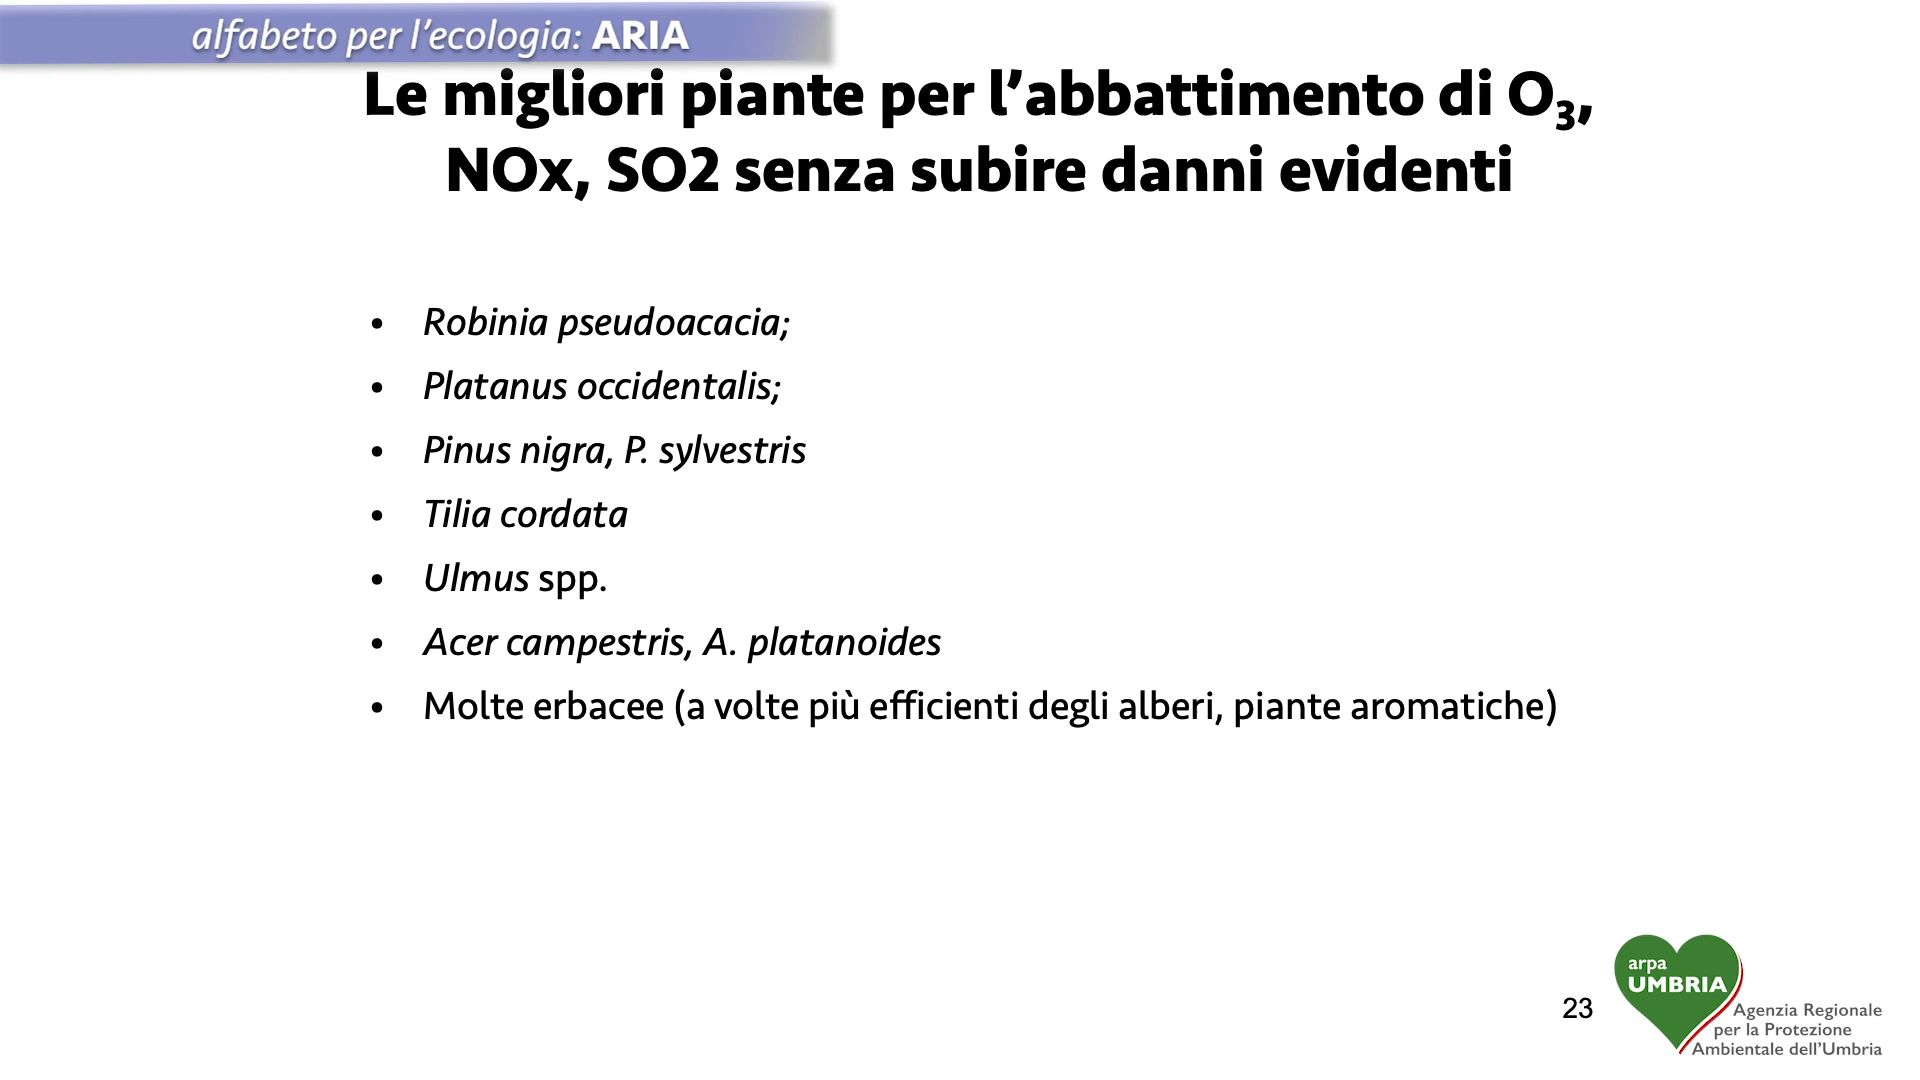 alfabeto per l’ecologia: ARIA
Le migliori piante per l’abbattimento di O₃,
NOx, SO2 senza subire danni evidenti
• Robinia pseudoacacia;
• Platanus occidentalis;
• Pinus nigra, P. sylvestris
• Tilia cordata
• Ulmus spp.
• Acer campestris, A. platanoides
• Molte erbacee (a volte più efficienti degli alberi, piante aromatiche)
23
arpa
UMBRIA
Agenzia Regionale
per la Protezione
Ambientale dell’Umbria